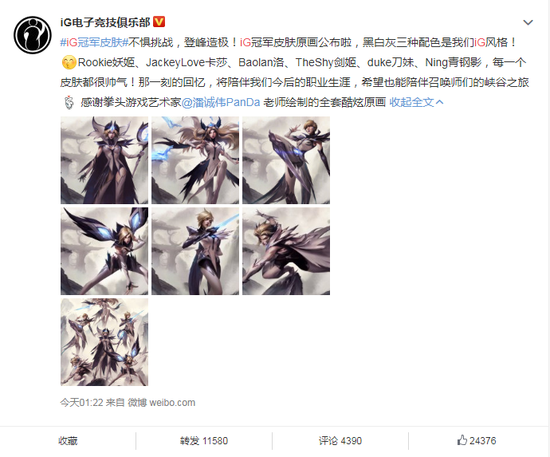 iG电子竞技俱乐部
#iG冠军皮肤#不惧挑战，登峰造极！iG冠军皮肤原画公布啦，黑白灰三种配色是我们iG风格！
Rookie妖姬、JackeyLove卡莎、Baolan洛、TheShy剑姬、duke刀妹、Ning青钢影，每一个
皮肤都很帅气！那一刻的回忆，将陪伴我们今后的职业生涯，希望也能陪伴召唤师们的峡谷之旅
感谢拳头游戏艺术家@潘诚伟PanDa 老师绘制的全套酷炫原画 收起全文
今天01:22 来自 微博 weibo.com
收藏 转发 11580 评论 4390 24376